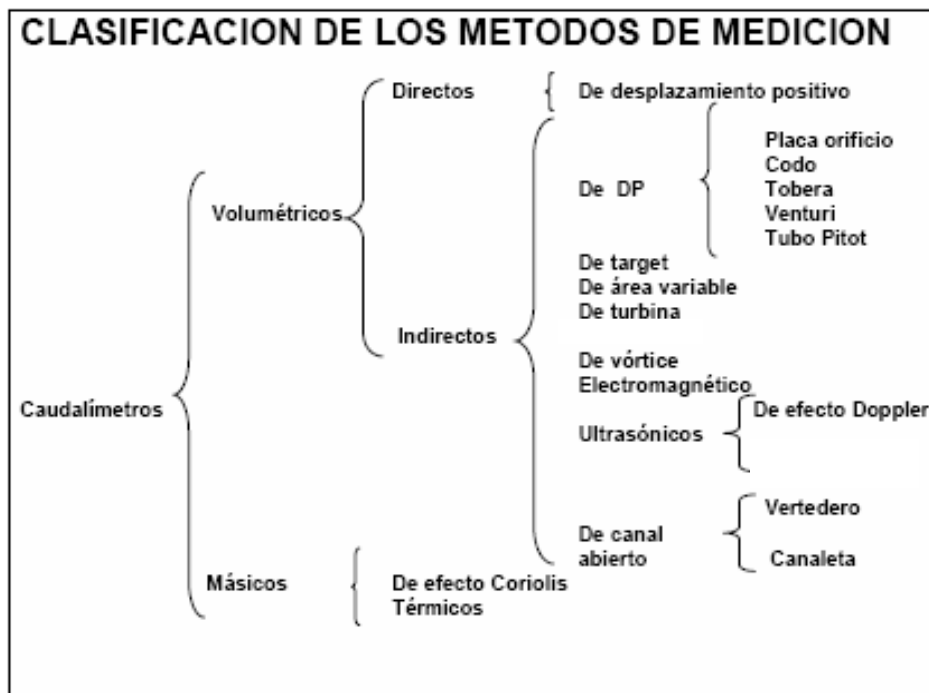 CLASIFICACION DE LOS METODOS DE MEDICION
Directos
De desplazamiento positivo
Placa orificio
Codo
De DP
Tobera
Volumétricos
Venturi
Tubo Pitot
De target
De área variable
De turbina
Indirectos
De vórtice
Electromagnético
Caudalímetros
De efecto Doppler
Ultrasónicos
Vertedero
De canal
abierto
Canaleta
Másicos
De efecto Coriolis
Térmicos